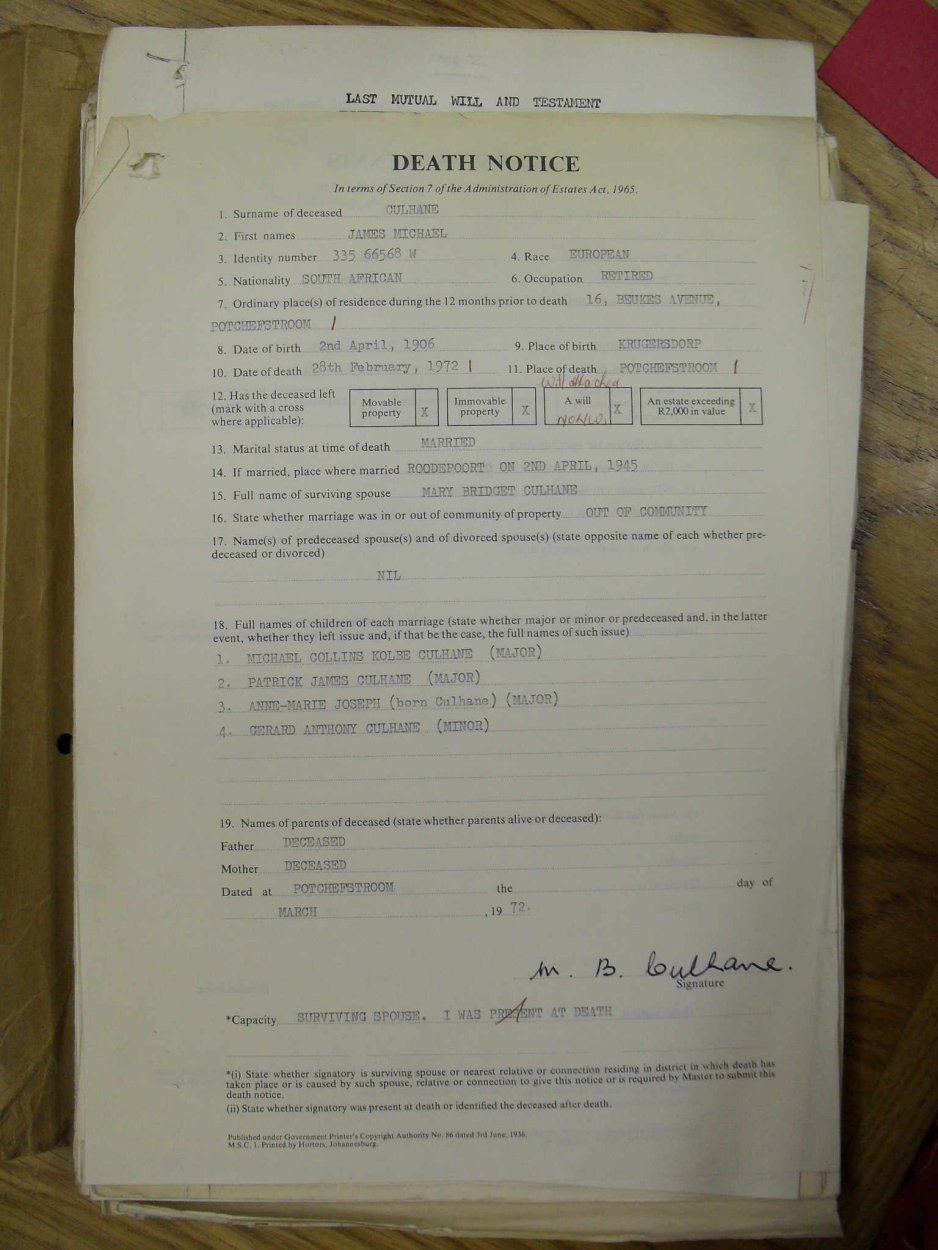 LAST MUTUAL WILL AND TESTAMENT
DEATH NOTICE
In terms of Section 7 of the Administration of Estates Act, 1965.
1. Surname of deceased CULHANE
2. First names JAMES MICHAEL
3. Identity number 335 66568 W 4. Race EUROPEAN
5. Nationality SOUTH AFRICAN 6. Occupation RETIRED
7. Ordinary place(s) of residence during the 12 months prior to death 16, BEUKES AVENUE,
POTCHEFSTROOM
8. Date of birth 2nd April, 1906 9. Place of birth KRUGERSDORP
10. Date of death 28th February, 1972 11. Place of death POTCHEFSTROOM
Will attached
12. Has the deceased left (mark with a cross where applicable): Movable property X Immovable property X A will X An estate exceeding R2,000 in value X
13. Marital status at time of death MARRIED
14. If married, place where married ROODEPOORT ON 2ND APRIL, 1945
15. Full name of surviving spouse MARY BRIDGET CULHANE
16. State whether marriage was in or out of community of property OUT OF COMMUNITY
17. Name(s) of predeceased spouse(s) and of divorced spouse(s) (state opposite name of each whether pre-
deceased or divorced)
NIL
18. Full names of children of each marriage (state whether major or minor or predeceased and, in the latter
event, whether they left issue and, if that be the case, the full names of such issue)
1. MICHAEL COLLINS KOLBE CULHANE (MAJOR)
2. PATRICK JAMES CULHANE (MAJOR)
3. ANNE-MARIE JOSEPH (born Culhane) (MAJOR)
4. GERARD ANTHONY CULHANE (MINOR)
19. Names of parents of deceased (state whether parents alive or deceased):
Father DECEASED
Mother DECEASED
Dated at POTCHEFSTROOM the day of
MARCH , 19 72.
M. B. Culhane.
Signature
*Capacity SURVIVING SPOUSE. I WAS PRESENT AT DEATH
*(i) State whether signatory is surviving spouse or nearest relative or connection residing in district in which death has
taken place or is caused by such spouse, relative or connection to give this notice or is required by Master to submit this
death notice.
(ii) State whether signatory was present at death or identified the deceased after death.
Published under Government Printer's Copyright Authority No. 86 dated 3rd June, 1936.
M.S.C. 1. Printed by Hortors, Johannesburg.